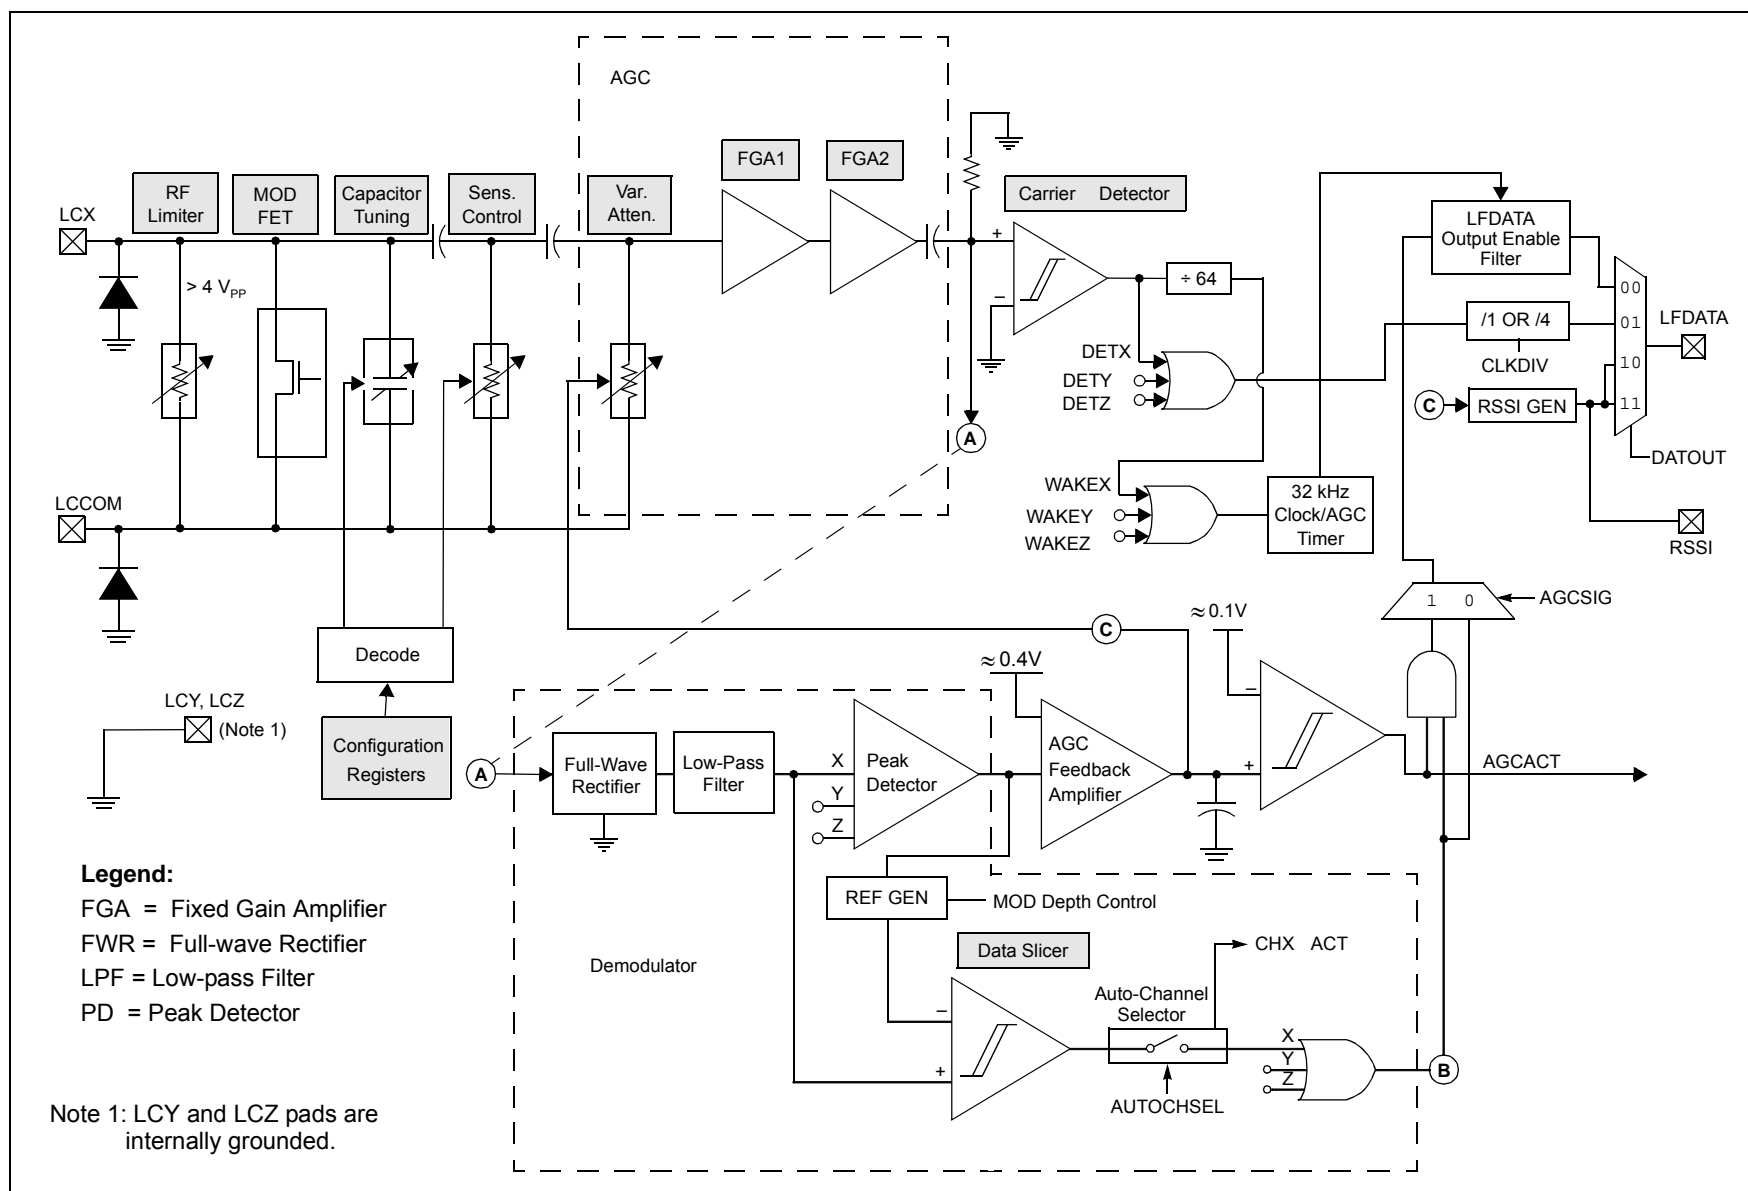 AGC
FGA1
FGA2
RF
Limiter
MOD
FET
Capacitor
Tuning
Sens.
Control
Var.
Atten.
Carrier Detector
LCX
> 4 VPP
+
−
÷ 64
LFDATA
Output Enable
Filter
00
01
10
11
/1 OR /4
CLKDIV
LFDATA
DETX
DETY
DETZ
C
RSSI GEN
A
DATOUT
WAKEX
WAKEY
WAKEZ
32 kHz
Clock/AGC
Timer
RSSI
LCCOM
1 0
AGCSIG
≈ 0.1V
C
Decode
≈ 0.4V
LCY, LCZ
(Note 1)
Configuration
Registers
A
Full-Wave
Rectifier
Low-Pass
Filter
X
Y
Z
Peak
Detector
AGC
Feedback
Amplifier
−
+
AGCACT
Legend:
FGA = Fixed Gain Amplifier
FWR = Full-wave Rectifier
LPF = Low-pass Filter
PD = Peak Detector
REF GEN
MOD Depth Control
Demodulator
Data Slicer
CHX ACT
Auto-Channel
Selector
−
+
X
Y
Z
B
AUTOCHSEL
Note 1: LCY and LCZ pads are
internally grounded.